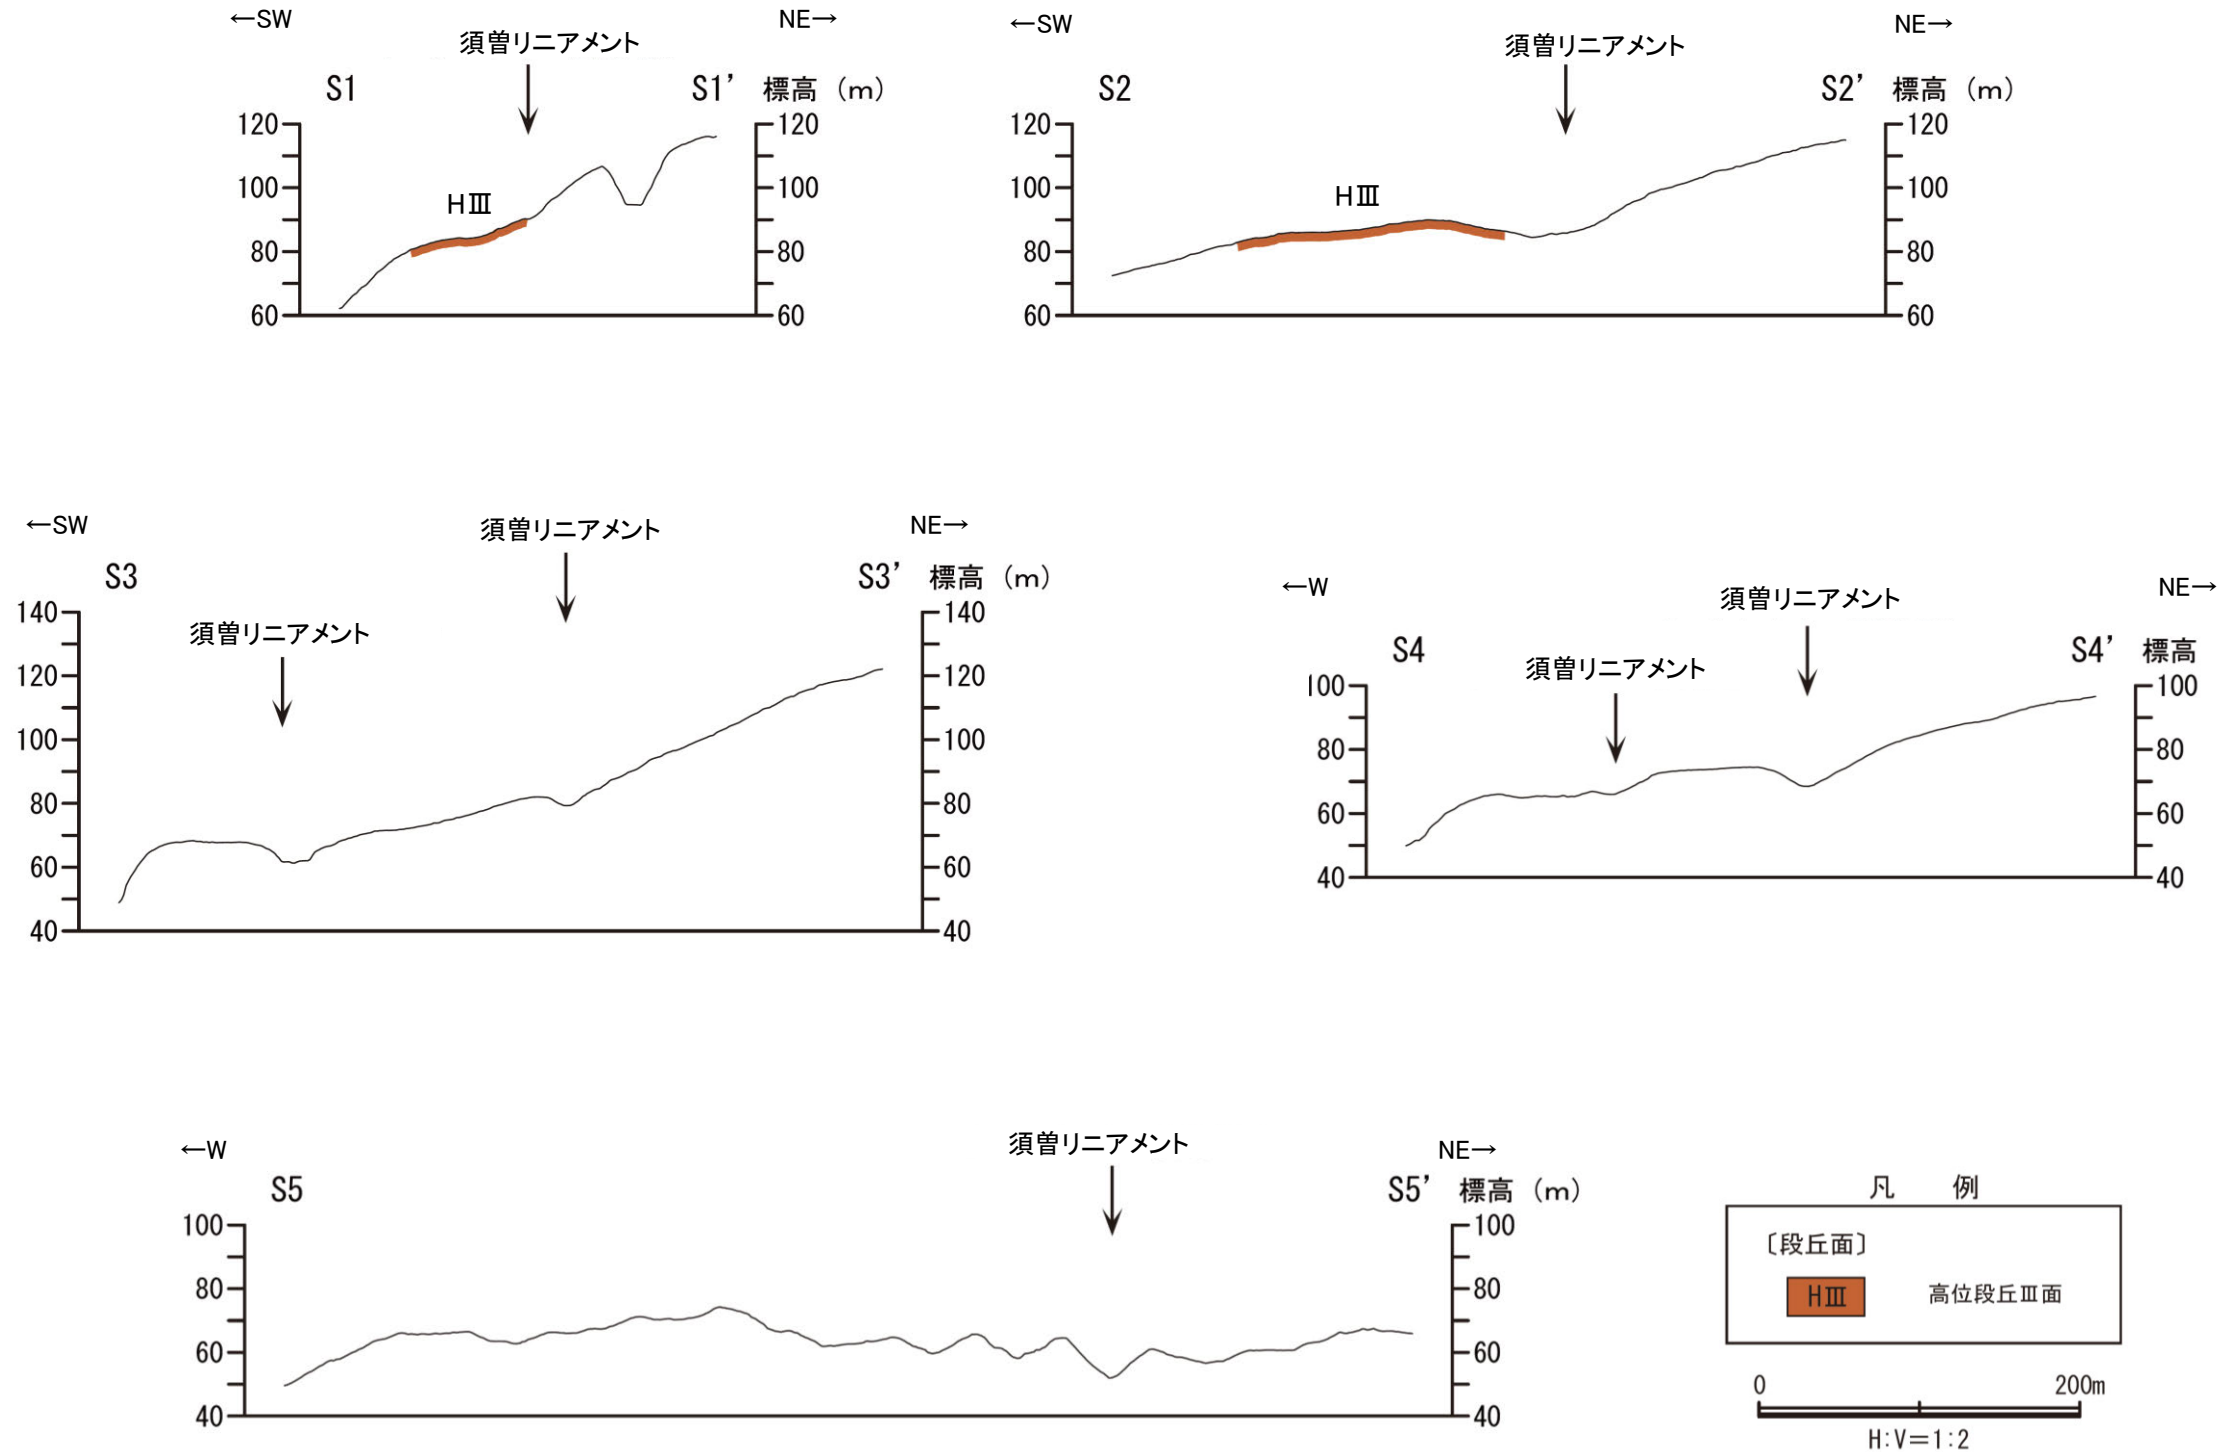 ←SW NE→
須曽リニアメント
S1 S1’ 標高（m）
HⅢ
120 120
100 100
80 80
60 60
←SW NE→
須曽リニアメント
S2 S2’ 標高（m）
HⅢ
120 120
100 100
80 80
60 60
←SW NE→
須曽リニアメント
S3 S3’ 標高（m）
須曽リニアメント
140 140
120 120
100 100
80 80
60 60
40 40
←W NE→
須曽リニアメント
S4 S4’ 標高
須曽リニアメント
100 100
80 80
60 60
40 40
←W NE→
須曽リニアメント
S5 S5’ 標高（m）
100 100
80 80
60 60
40 40
凡 例
〔段丘面〕
HⅢ 高位段丘Ⅲ面
0 200m
H:V=1:2